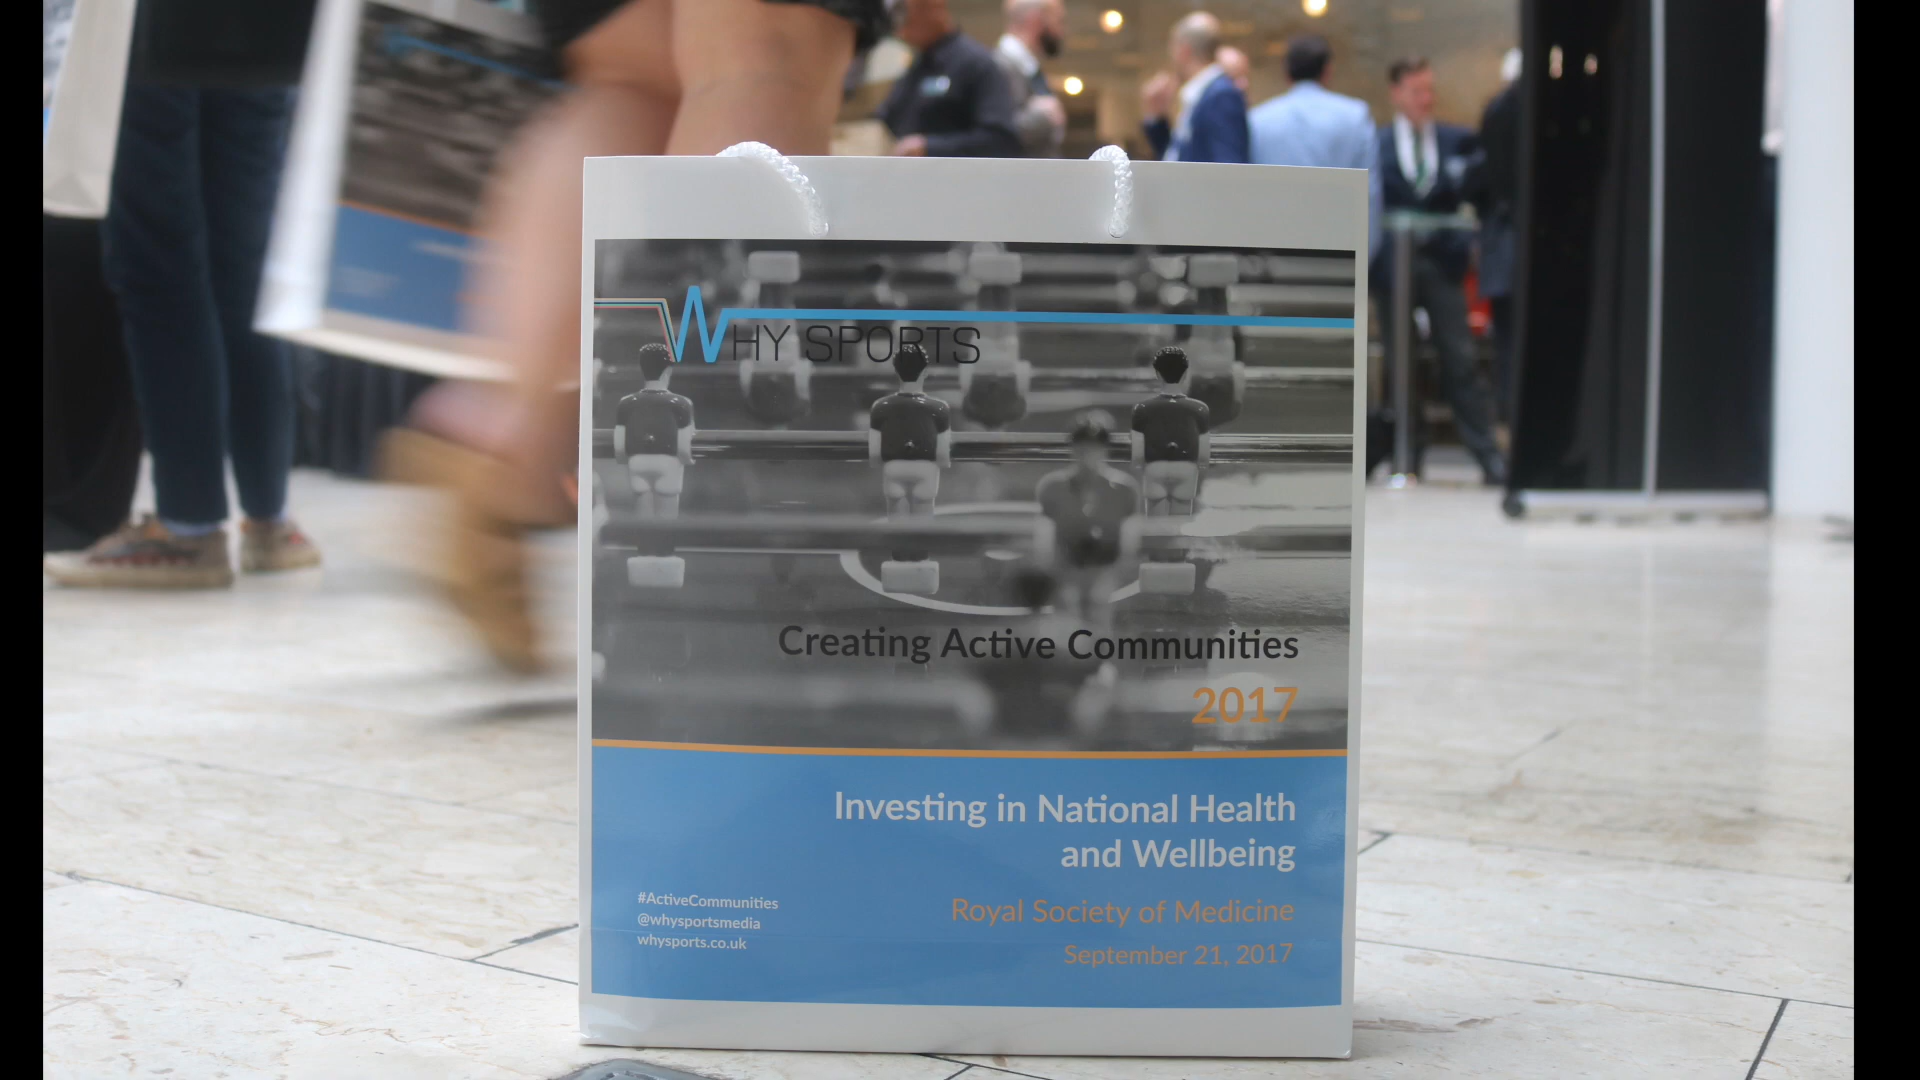 WHY SPORTS
Creating Active Communities
2017
Investing in National Health
and Wellbeing
Royal Society of Medicine
September 21, 2017
#ActiveCommunities
@whysportsmedia
whysports.co.uk